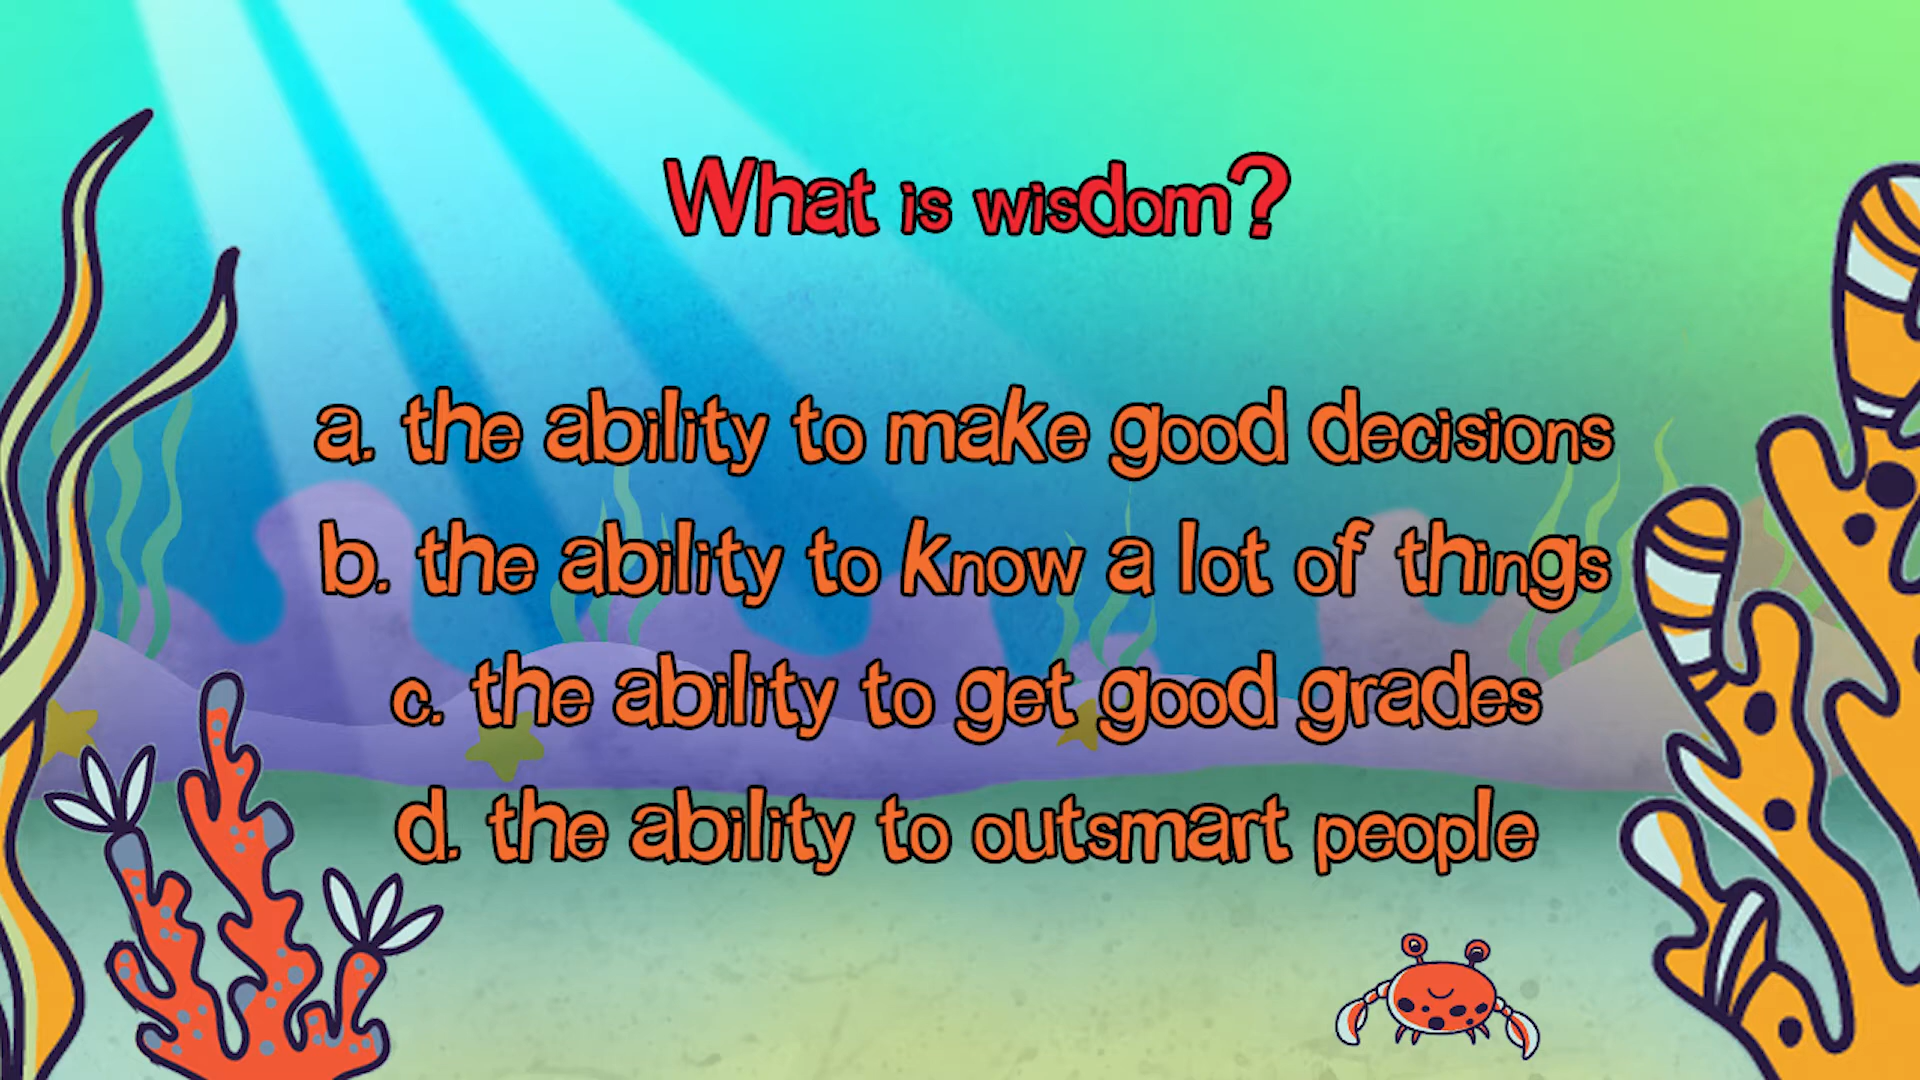 What is wisdom?
a. the ability to make good decisions
b. the ability to know a lot of things
c. the ability to get good grades
d. the ability to outsmart people